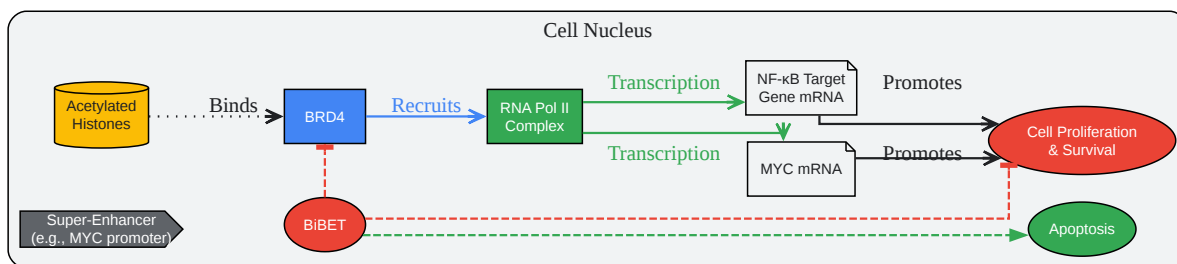 Cell Nucleus
Acetylated
Histones
Binds
BRD4
Recruits
RNA Pol II
Complex
Transcription
Transcription
NF-κB Target
Gene mRNA
MYC mRNA
Promotes
Promotes
Cell Proliferation
& Survival
Super-Enhancer
(e.g., MYC promoter)
BiBET
Apoptosis